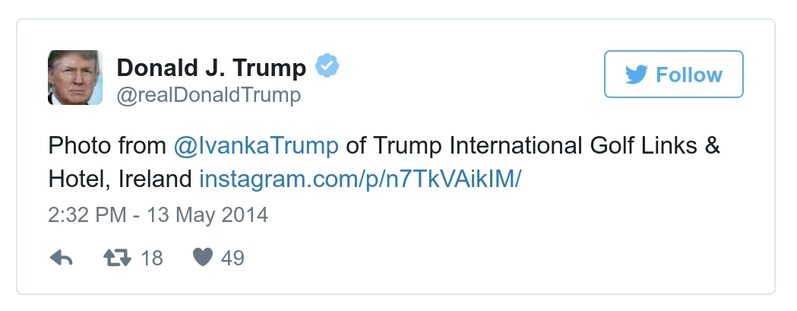 Donald J. Trump
@realDonaldTrump
Follow
Photo from @IvankaTrump of Trump International Golf Links &
Hotel, Ireland instagram.com/p/n7TkVAikIM/
2:32 PM - 13 May 2014
18 49